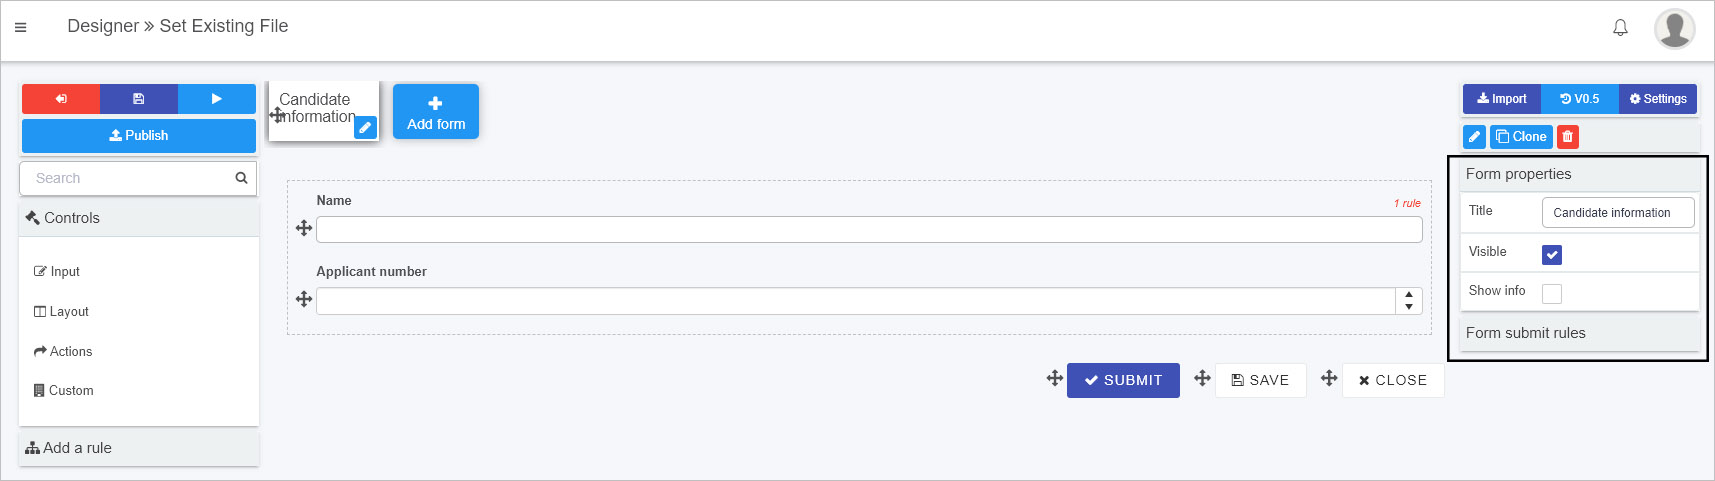 Designer » Set Existing File
Publish
Search
Controls
Input
Layout
Actions
Custom
Add a rule
Candidate
information
Add form
Name
1 rule
Applicant number
SUBMIT
SAVE
CLOSE
Import
V0.5
Settings
Clone
Form properties
Title
Candidate information
Visible
Show info
Form submit rules